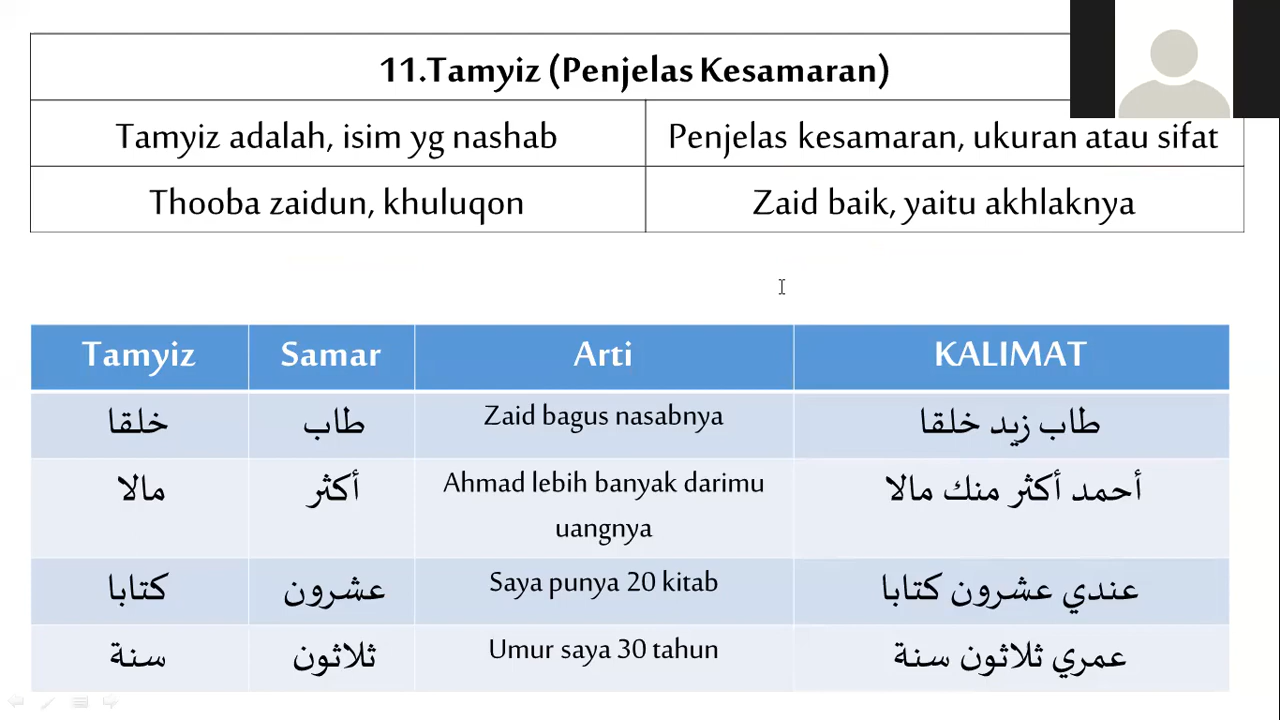 11.Tamyiz (Penjelas Kesamaran)
Tamyiz adalah, isim yg nashab
Penjelas kesamaran, ukuran atau sifat
Thooba zaidun, khuluqon
Zaid baik, yaitu akhlaknya
Tamyiz
Samar
Arti
KALIMAT
خلقا
طاب
Zaid bagus nasabnya
طاب زيد خلقا
مالا
أكثر
Ahmad lebih banyak darimu
uangnya
أحمد أكثر منك مالا
كتابا
عشرون
Saya punya 20 kitab
عندي عشرون كتابا
سنة
ثلاثون
Umur saya 30 tahun
عمري ثلاثون سنة